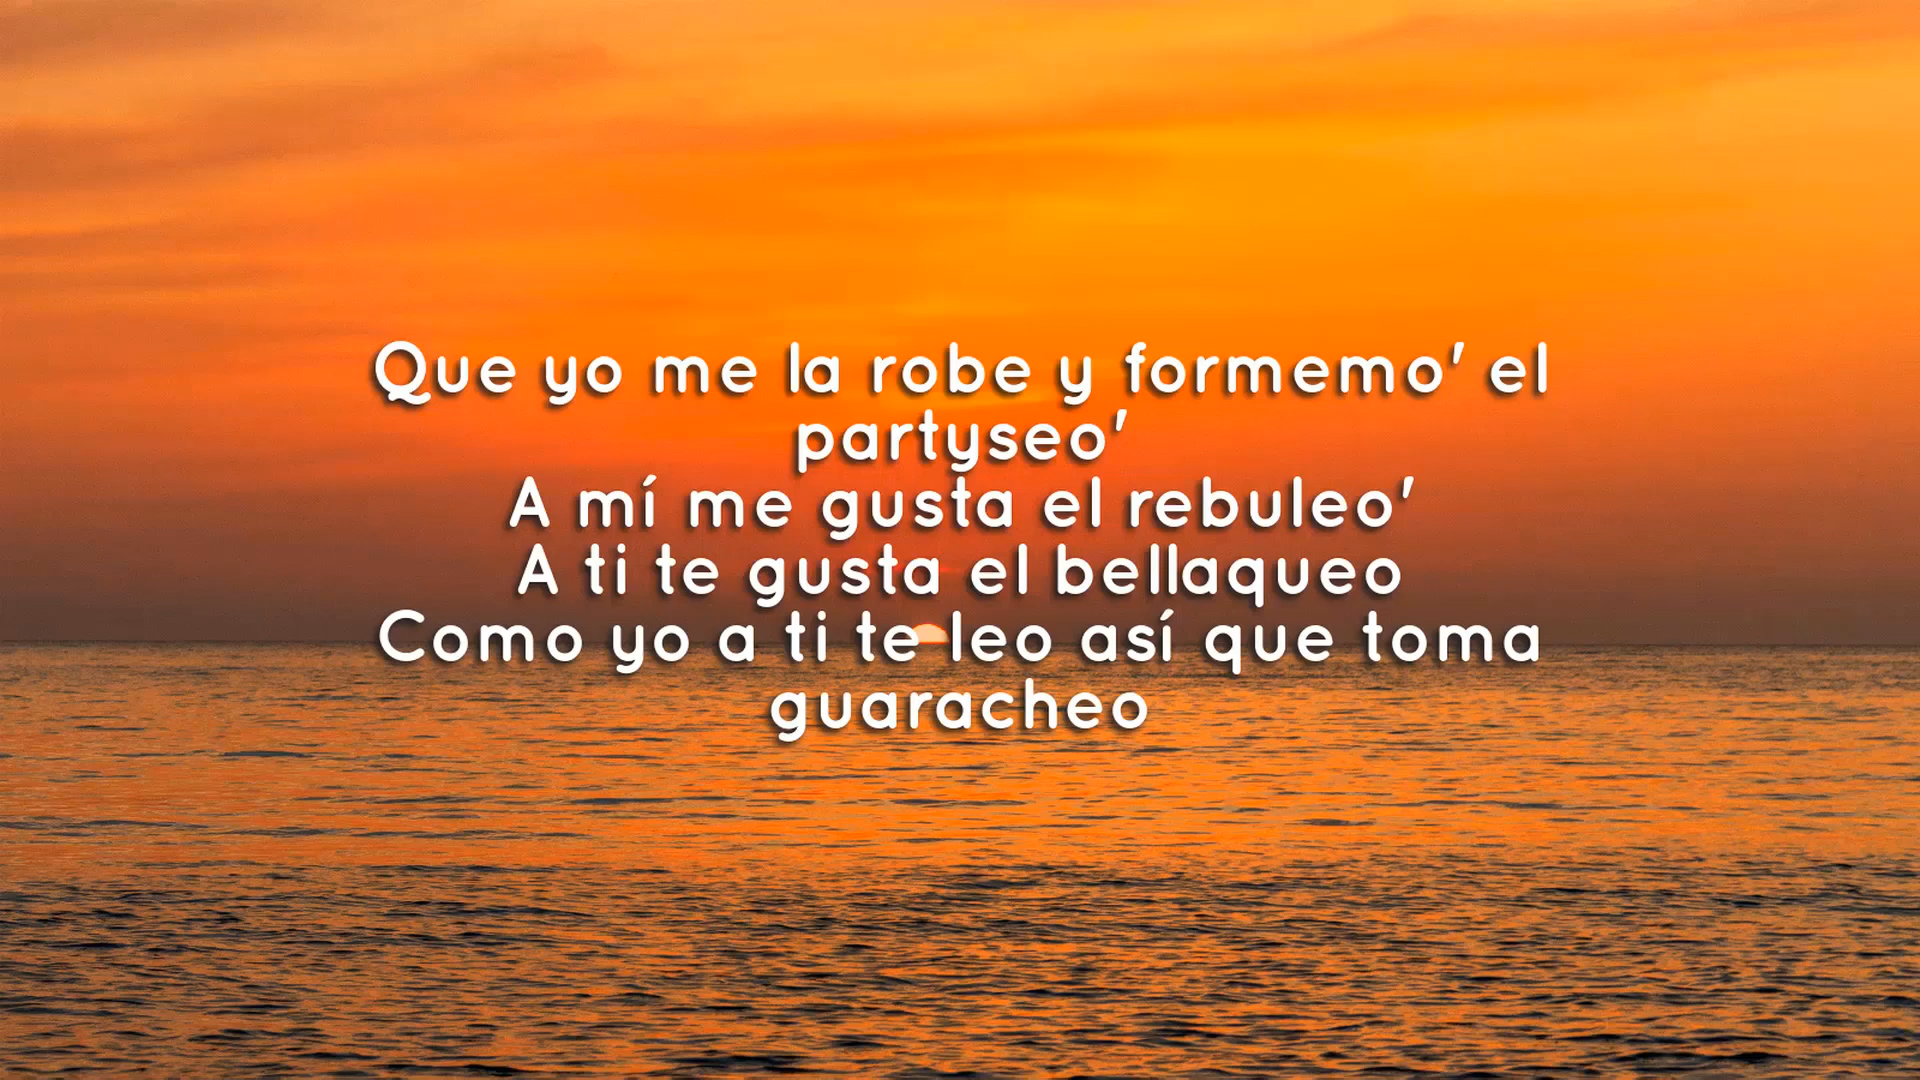 Que yo me la robe y formemo' el
partyseo'
A mí me gusta el rebuleo'
A ti te gusta el bellaqueo
Como yo a ti te leo así que toma
guaracheo